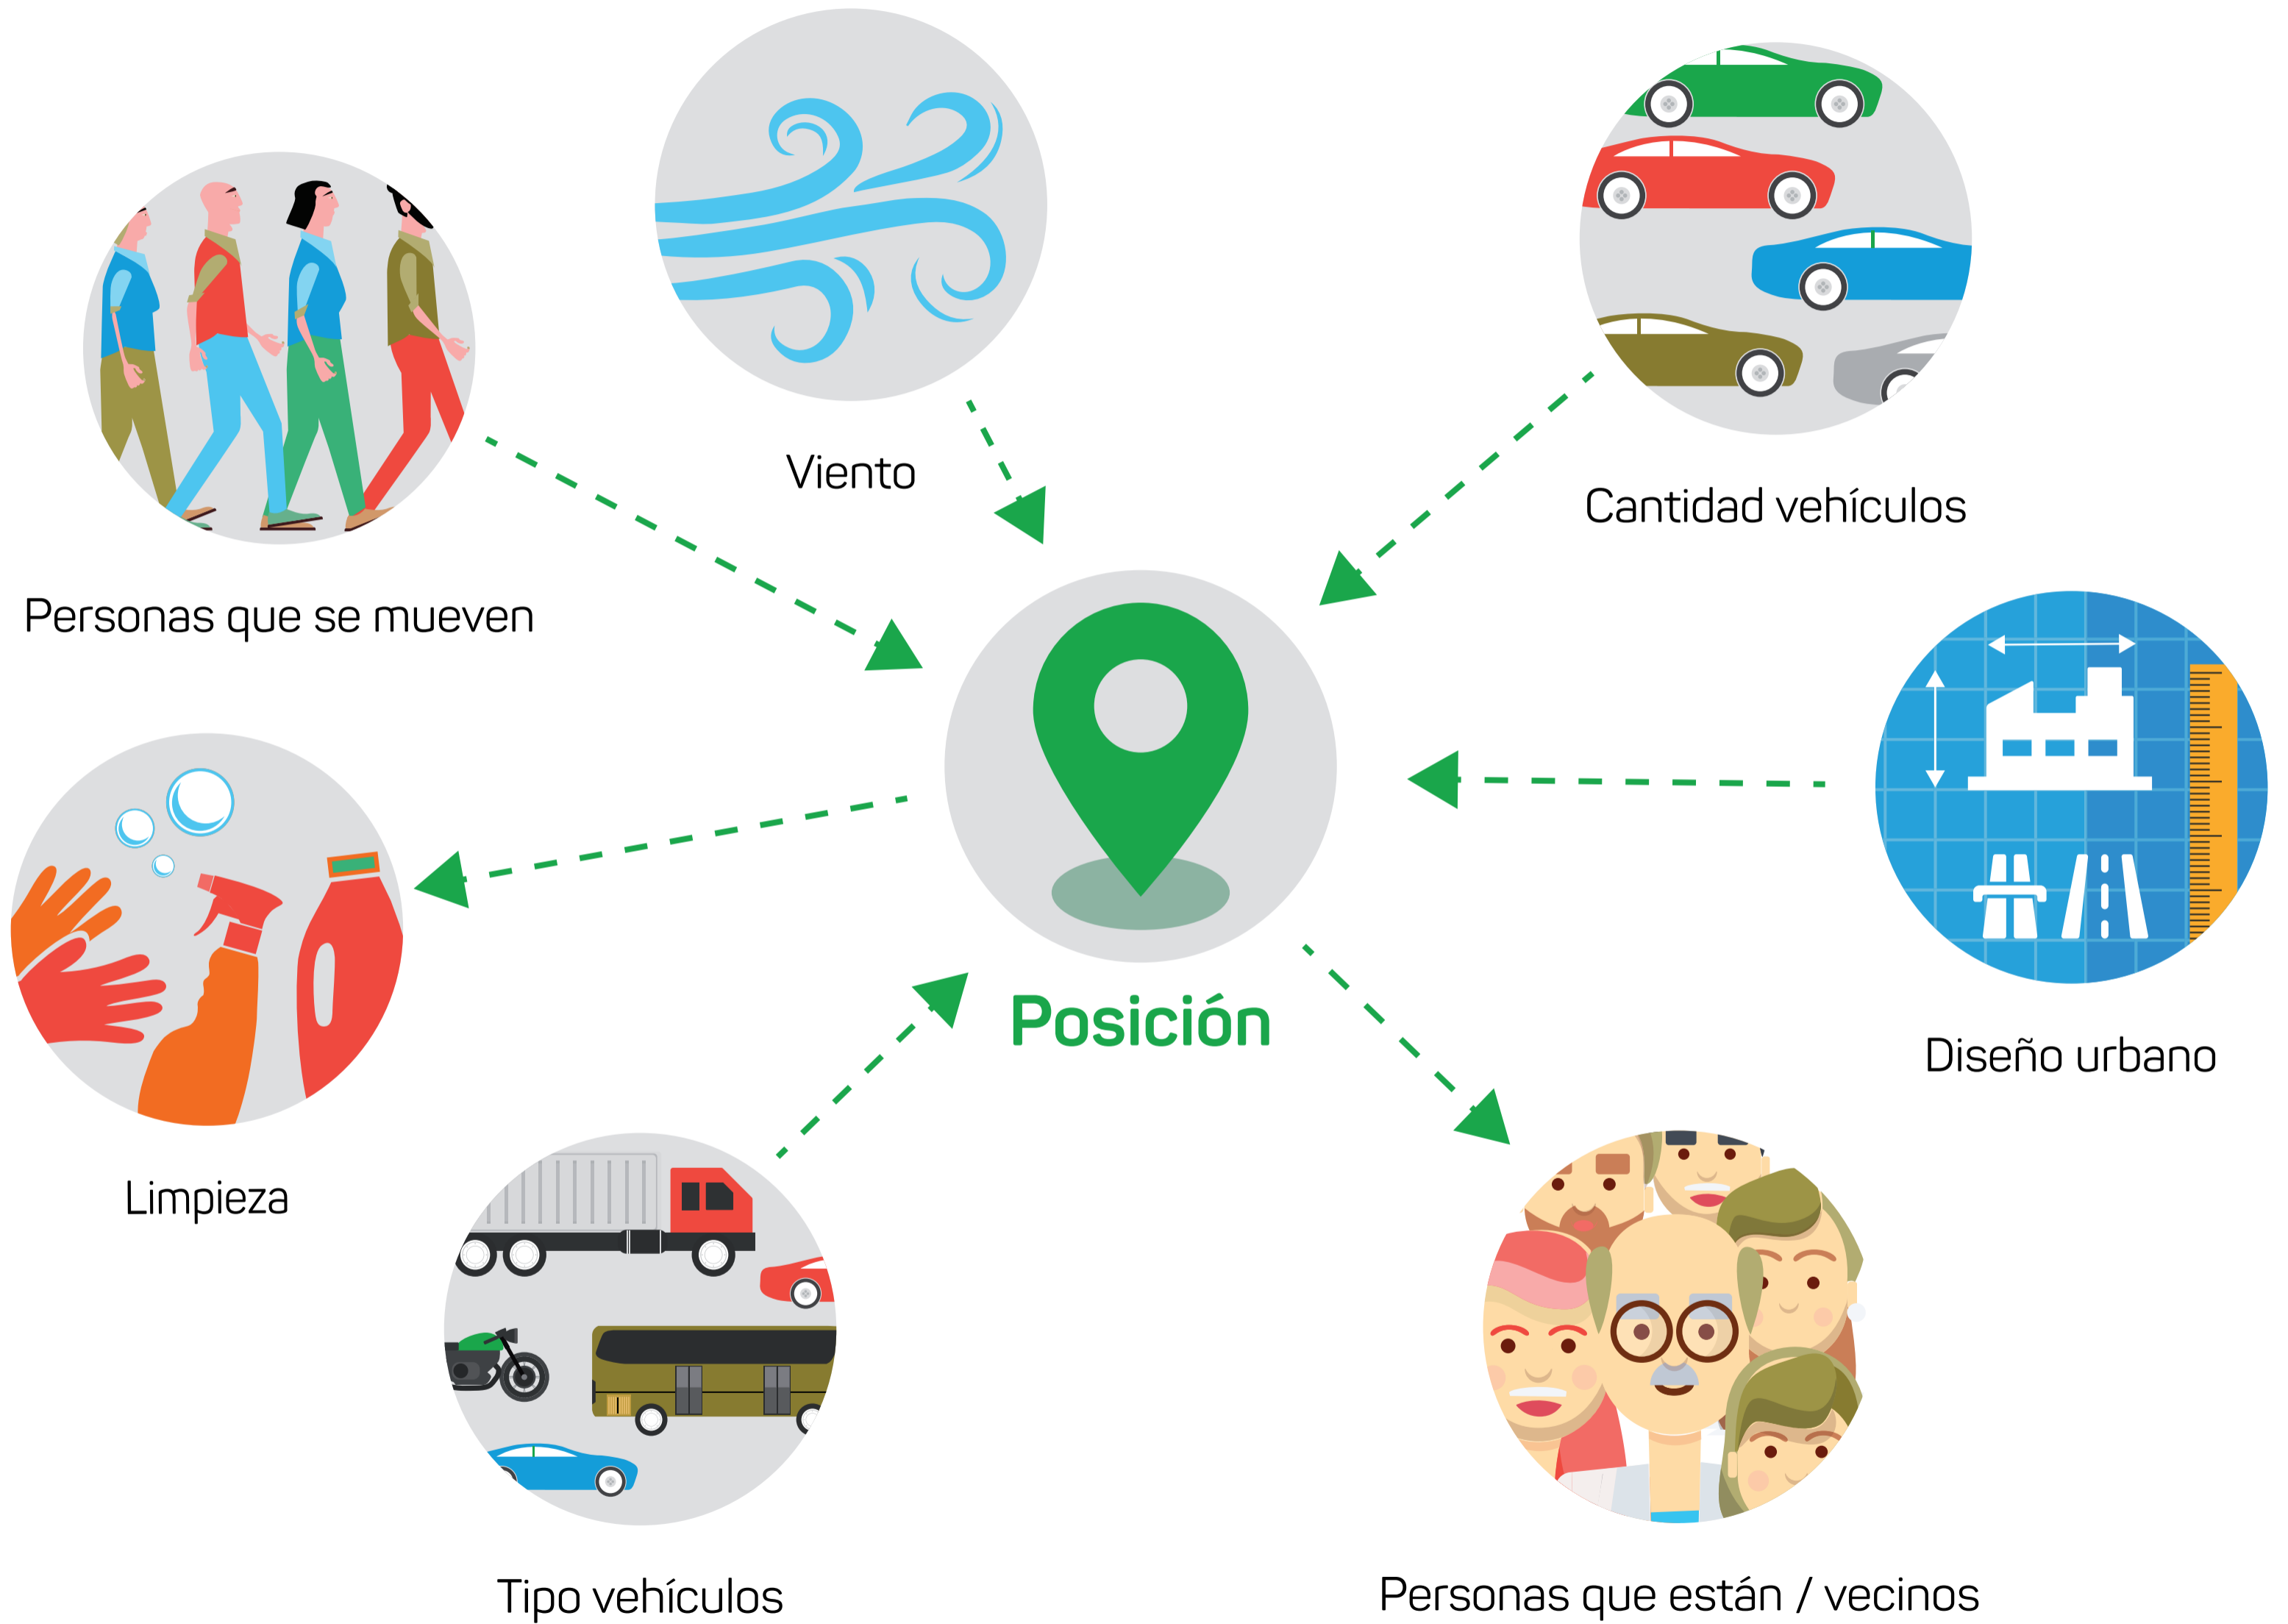 Viento
Cantidad vehículos
Personas que se mueven
Posición
Diseño urbano
Limpieza
Tipo vehículos
Personas que están / vecinos